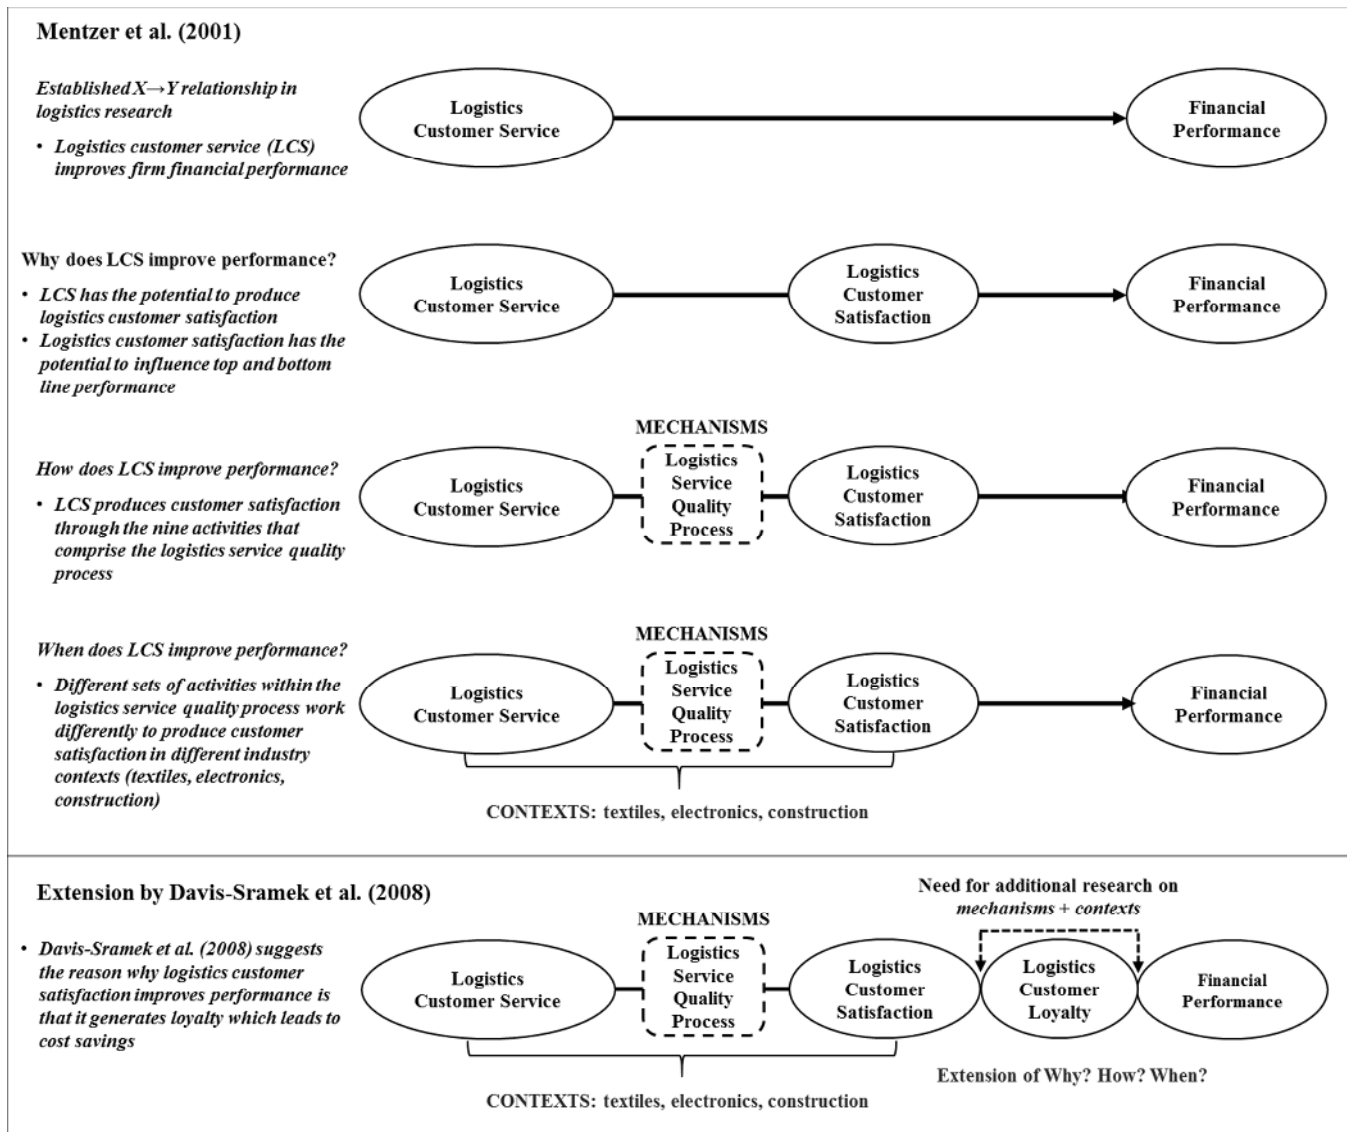 Mentzer et al. (2001)
Established X→Y relationship in
logistics research
• Logistics customer service (LCS)
improves firm financial performance
Logistics
Customer Service
Financial
Performance
Why does LCS improve performance?
• LCS has the potential to produce
logistics customer satisfaction
• Logistics customer satisfaction has the
potential to influence top and bottom
line performance
Logistics
Customer Service
Logistics
Customer
Satisfaction
Financial
Performance
How does LCS improve performance?
• LCS produces customer satisfaction
through the nine activities that
comprise the logistics service quality
process
Logistics
Customer Service
MECHANISMS
Logistics
Service
Quality
Process
Logistics
Customer
Satisfaction
Financial
Performance
When does LCS improve performance?
• Different sets of activities within the
logistics service quality process work
differently to produce customer
satisfaction in different industry
contexts (textiles, electronics,
construction)
Logistics
Customer Service
MECHANISMS
Logistics
Service
Quality
Process
Logistics
Customer
Satisfaction
Financial
Performance
CONTEXTS: textiles, electronics, construction
Extension by Davis-Sramek et al. (2008)
• Davis-Sramek et al. (2008) suggests
the reason why logistics customer
satisfaction improves performance is
that it generates loyalty which leads to
cost savings
Logistics
Customer Service
MECHANISMS
Logistics
Service
Quality
Process
Logistics
Customer
Satisfaction
Need for additional research on
mechanisms + contexts
Logistics
Customer
Loyalty
Financial
Performance
Extension of Why? How? When?
CONTEXTS: textiles, electronics, construction